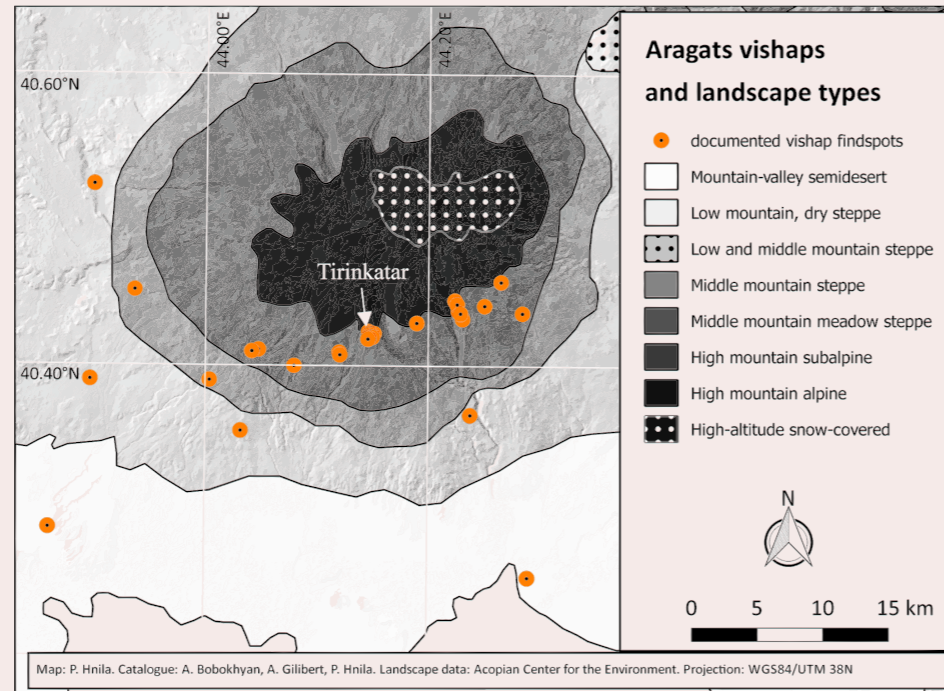 44.00°E
44.20°E
40.60°N
Tirinkatar
40.40°N
Aragats vishaps
and landscape types
documented vishap findspots
Mountain-valley semidesert
Low mountain, dry steppe
Low and middle mountain steppe
Middle mountain steppe
Middle mountain meadow steppe
High mountain subalpine
High mountain alpine
High-altitude snow-covered
N
0 5 10 15 km
Map: P. Hnila. Catalogue: A. Bobokhyan, A. Gilibert, P. Hnila. Landscape data: Acopian Center for the Environment. Projection: WGS84/UTM 38N